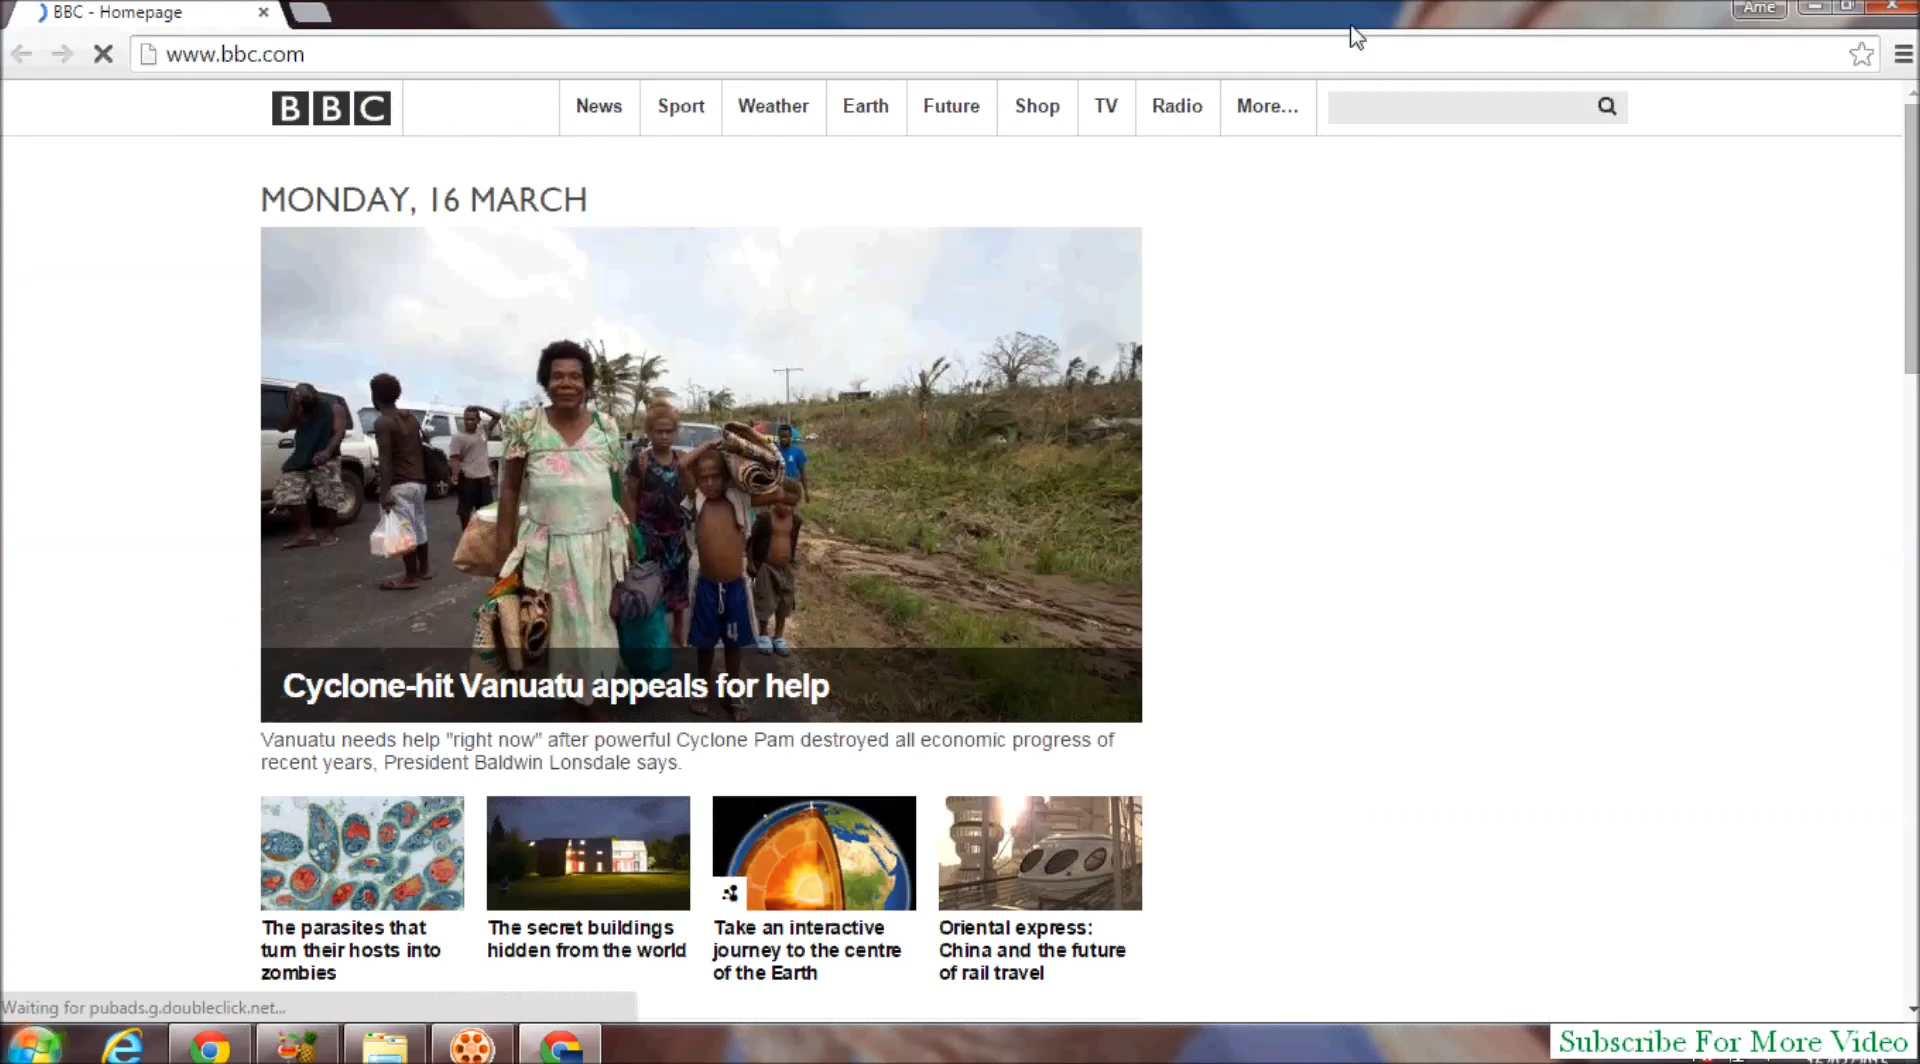 BBC - Homepage
Ame
www.bbc.com
BBC
News Sport Weather Earth Future Shop TV Radio More...
MONDAY, 16 MARCH
Cyclone-hit Vanuatu appeals for help
Vanuatu needs help "right now" after powerful Cyclone Pam destroyed all economic progress of
recent years, President Baldwin Lonsdale says.
The parasites that
turn their hosts into
zombies
The secret buildings
hidden from the world
Take an interactive
journey to the centre
of the Earth
Oriental express:
China and the future
of rail travel
Waiting for pubads.g.doubleclick.net...
Subscribe For More Video